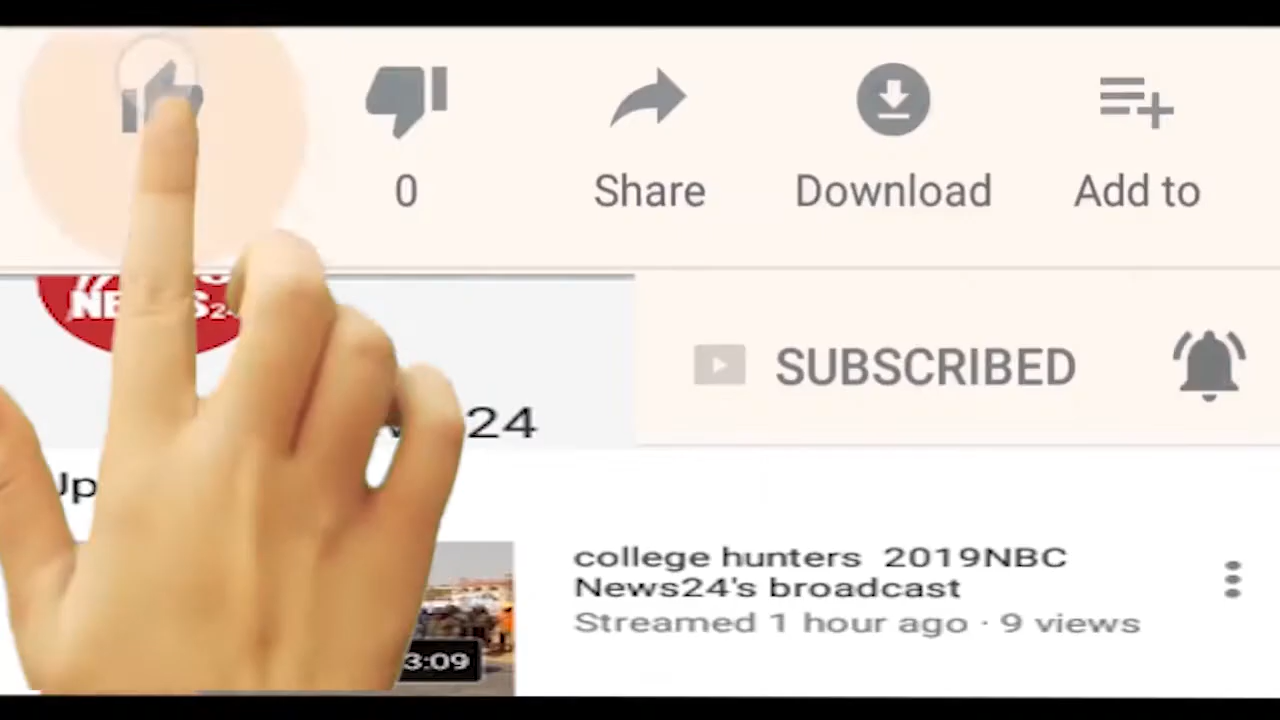 0
Share
Download
Add to
SUBSCRIBED
24
college hunters 2019NBC
News24's broadcast
Streamed 1 hour ago · 9 views
3:09